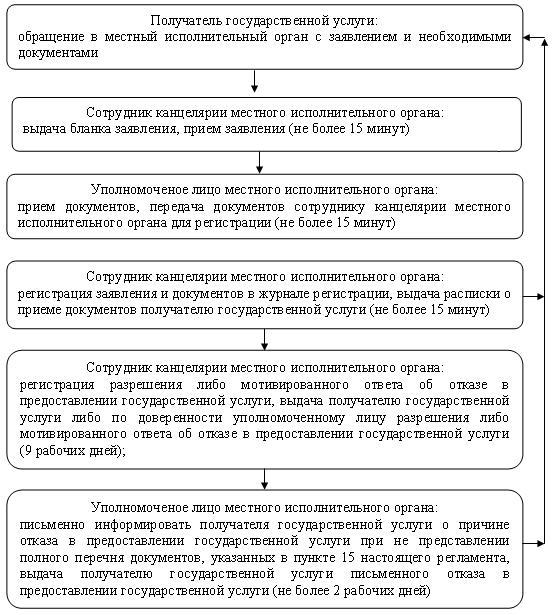 Получатель государственной услуги:
обращение в местный исполнительный орган с заявлением и необходимыми
документами
Сотрудник канцелярии местного исполнительного органа:
выдача бланка заявления, прием заявления (не более 15 минут)
Уполномоченое лицо местного исполнительного органа:
прием документов, передача документов сотруднику канцелярии местного
исполнительного органа для регистрации (не более 15 минут)
Сотрудник канцелярии местного исполнительного органа:
регистрация заявления и документов в журнале регистрации, выдача расписки о
приеме документов получателю государственной услуги (не более 15 минут)
Сотрудник канцелярии местного исполнительного органа:
регистрация разрешения либо мотивированного ответа об отказе в
предоставлении государственной услуги, выдача получателю государственной
услуги либо по доверенности уполномоченному лицу разрешения либо
мотивированного ответа об отказе в предоставлении государственной услуги
(9 рабочих дней);
Уполномоченое лицо местного исполнительного органа:
письменно информировать получателя государственной услуги о причине
отказа в предоставлении государственной услуги при не представлении
полного перечня документов, указанных в пункте 15 настоящего регламента,
выдача получателю государственной услуги письменного отказа в
предоставлении государственной услуги (не более 2 рабочих дней)